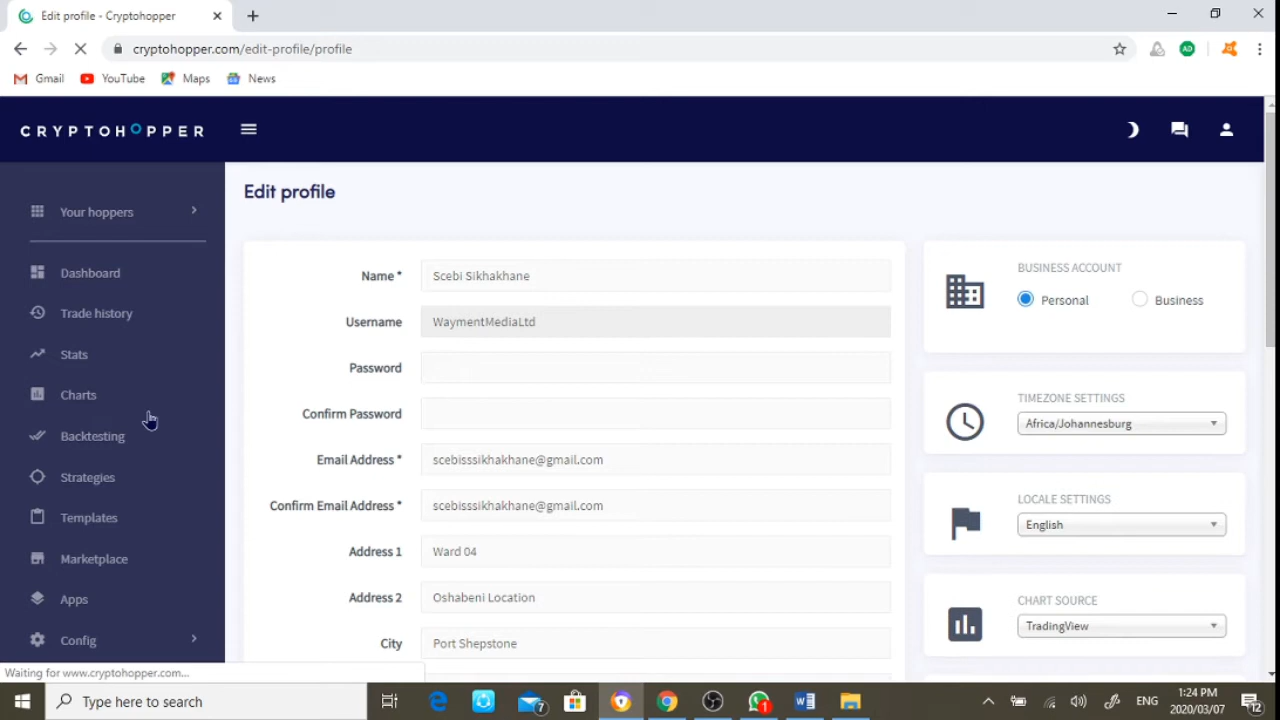 Edit profile - Cryptohopper
cryptohopper.com/edit-profile/profile
Gmail
YouTube
Maps
News
CRYPTOHOPPER
Your hoppers
Dashboard
Trade history
Stats
Charts
Backtesting
Strategies
Templates
Marketplace
Apps
Config
Edit profile
Name * Scebi Sikhakhane
Username WaymentMediaLtd
Password
Confirm Password
Email Address * scebisssikhakhane@gmail.com
Confirm Email Address * scebisssikhakhane@gmail.com
Address 1 Ward 04
Address 2 Oshabeni Location
City Port Shepstone
BUSINESS ACCOUNT
Personal Business
TIMEZONE SETTINGS
Africa/Johannesburg
LOCALE SETTINGS
English
CHART SOURCE
TradingView
Waiting for www.cryptohopper.com...
Type here to search
7
1
W
ENG
1:24 PM
2020/03/07
12